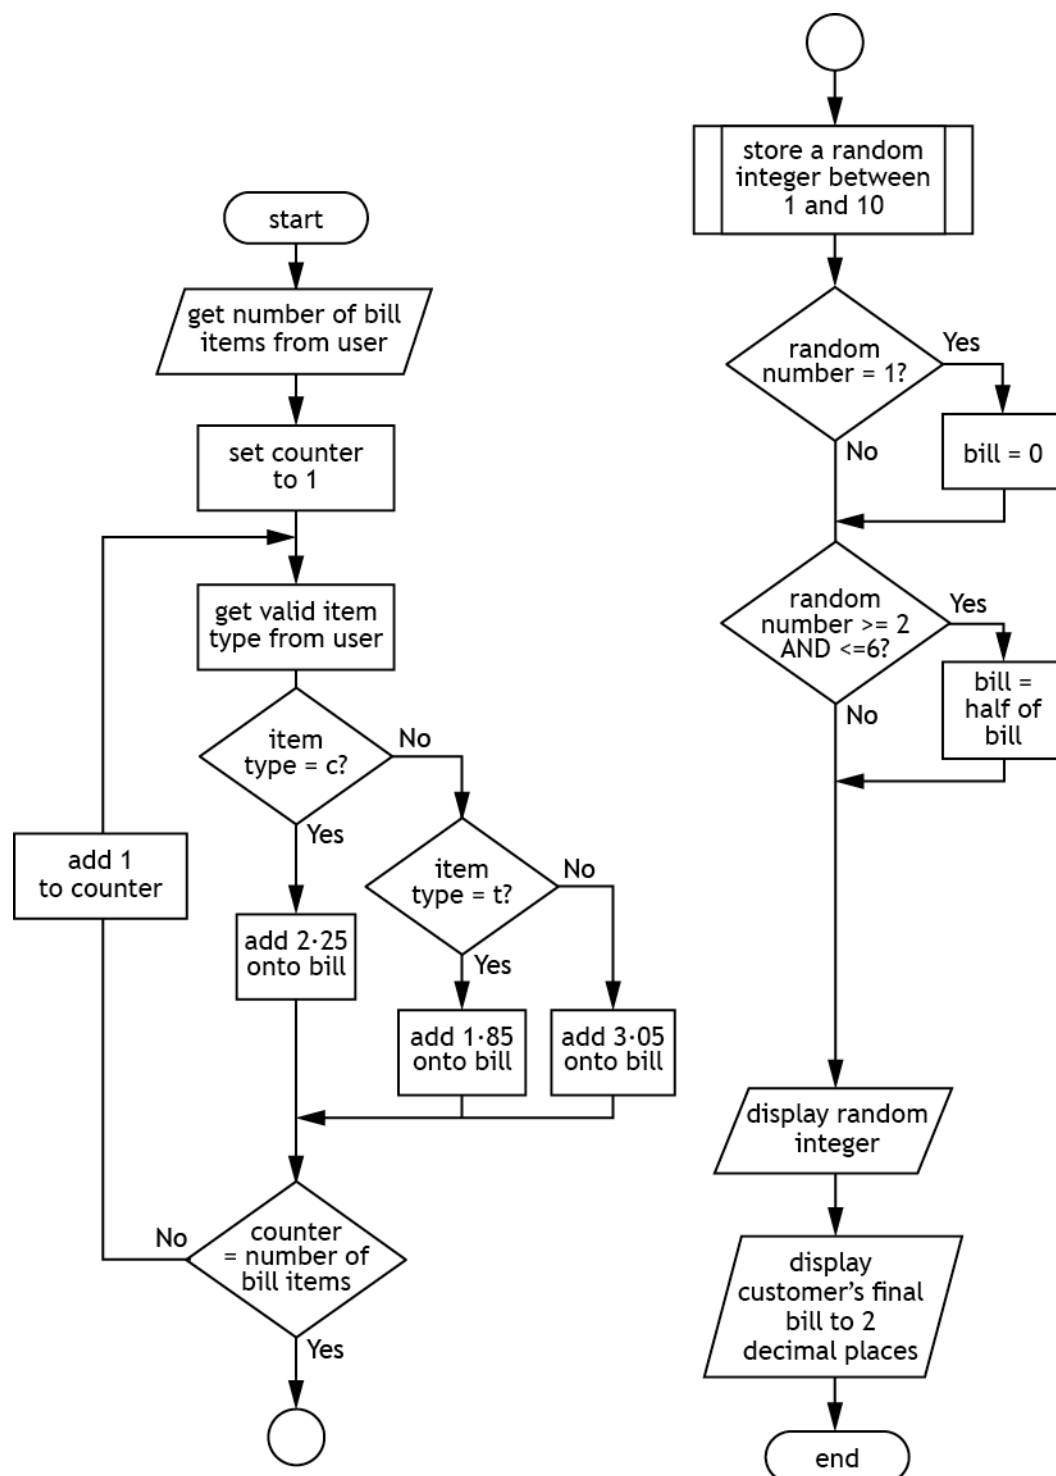 start
get number of bill
items from user
set counter
to 1
get valid item
type from user
item
type = c?
No
Yes
item
type = t?
No
Yes
add 1
to counter
add 2·25
onto bill
add 1·85
onto bill
add 3·05
onto bill
counter
= number of
bill items
No
Yes
store a random
integer between
1 and 10
random
number = 1?
Yes
No
bill = 0
random
number >= 2
AND <=6?
Yes
No
bill =
half of
bill
display random
integer
display
customer’s final
bill to 2
decimal places
end